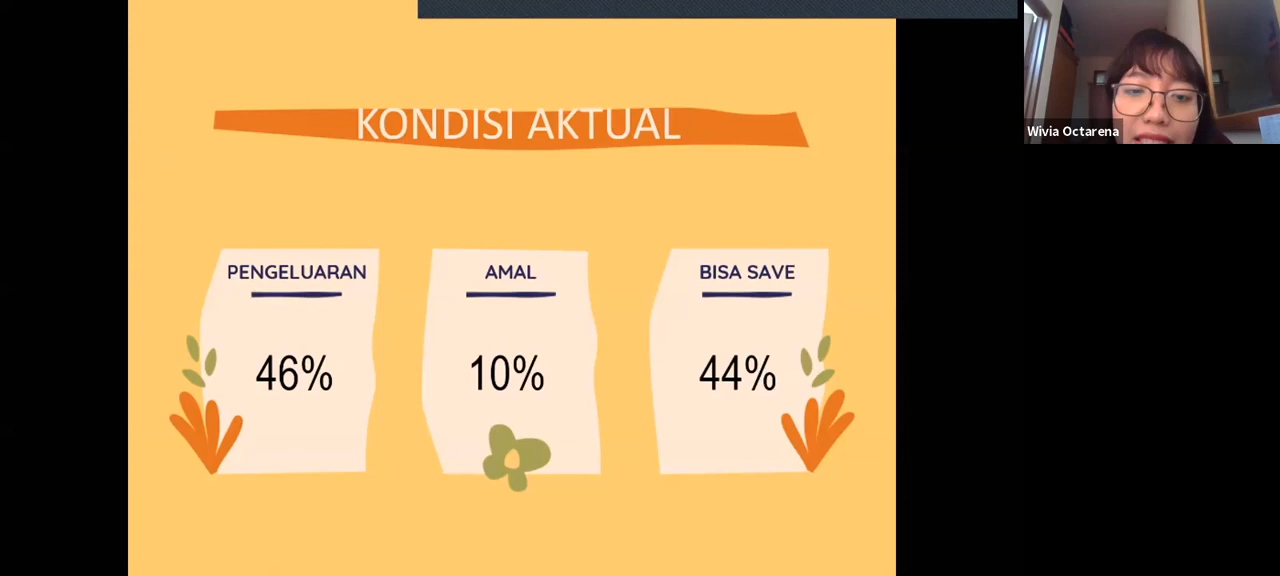 KONDISI AKTUAL
PENGELUARAN
46%
AMAL
10%
BISA SAVE
44%
Wivia Octarena